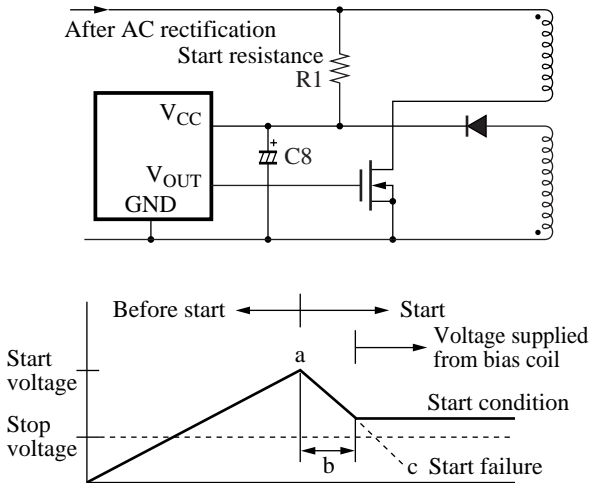 After AC rectification
Start resistance
R1
VCC
C8
+
VOUT
GND
Before start
Start
Voltage supplied
from bias coil
a
Start
voltage
Start condition
Stop
voltage
b
c Start failure